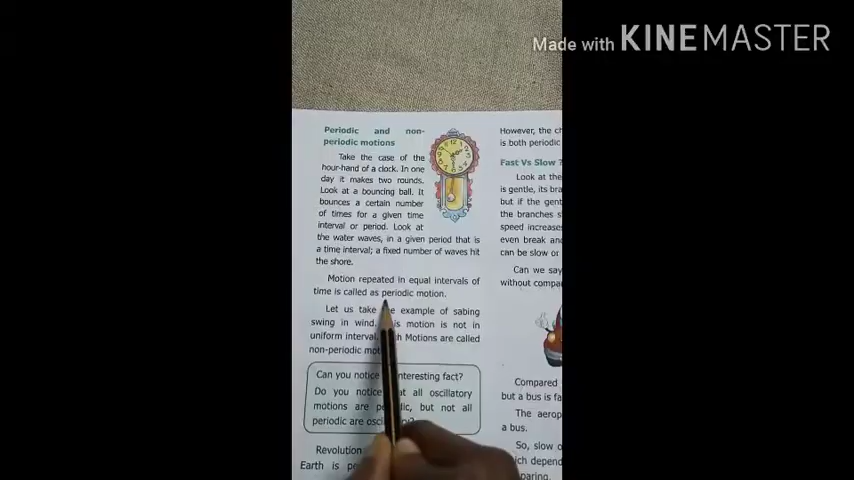 Made with KINEMASTER
Periodic and non-
periodic motions
Take the case of the
hour-hand of a clock. In one
day it makes two rounds.
Look at a bouncing ball. It
bounces a certain number
of times for a given time
interval or period. Look at
the water waves, in a given period that is
a time interval; a fixed number of waves hit
the shore.
Motion repeated in equal intervals of
time is called as periodic motion.
Let us take example of sabing
swing in wind. motion is not in
uniform interval. Motions are called
non-periodic
Can you notice interesting fact?
Do you notice all oscillatory
motions are but not all
periodic are
Revolution
Earth is
However, the
is both periodic
Fast Vs Slow ?
Look at the
is gentle, its
but if the
the branches
speed
even break
can be slow or
Can we say
without
Compared
but a bus is
The
a bus.
So, slow